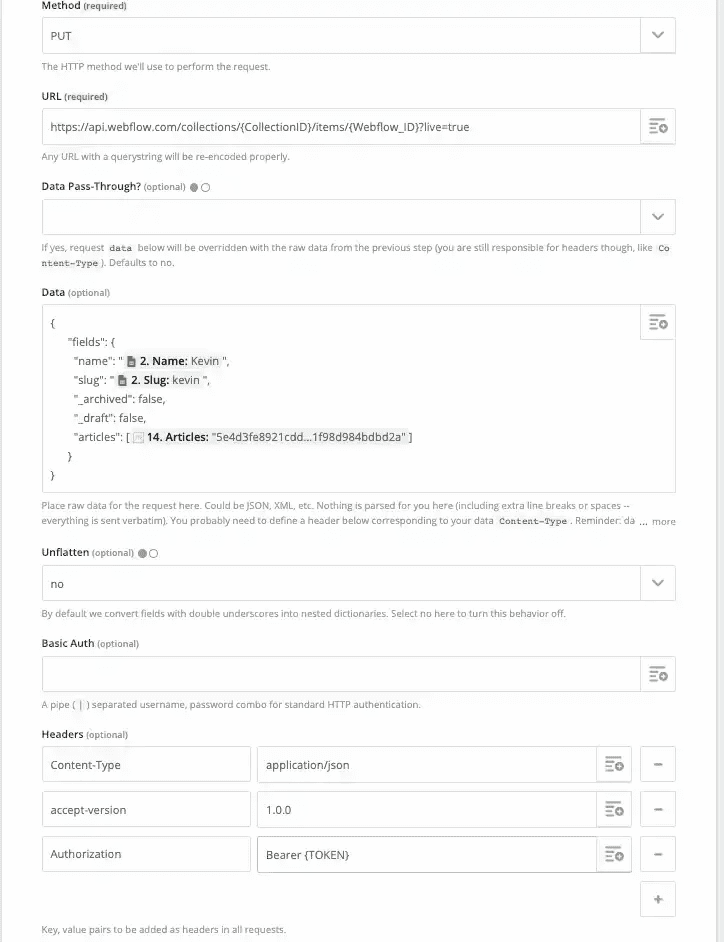 Method (required)
PUT
The HTTP method we'll use to perform the request.
URL (required)
https://api.webflow.com/collections/{CollectionID}/items/{Webflow_ID}?live=true
Any URL with a querystring will be re-encoded properly.
Data Pass-Through? (optional)
If yes, request data below will be overridden with the raw data from the previous step (you are still responsible for headers though, like Co
ntent-Type ). Defaults to no.
Data (optional)
{
"fields": {
"name": " 2. Name: Kevin ",
"slug": " 2. Slug: kevin ",
"_archived": false,
"_draft": false,
"articles": [ 14. Articles: "5e4d3fe8921cdd...1f98d984bdbd2a" ]
}
}
Place raw data for the request here. Could be JSON, XML, etc. Nothing is parsed for you here (including extra line breaks or spaces --
everything is sent verbatim). You probably need to define a header below corresponding to your data Content-Type . Reminder: da ... more
Unflatten (optional)
no
By default we convert fields with double underscores into nested dictionaries. Select no here to turn this behavior off.
Basic Auth (optional)
A pipe ( | ) separated username, password combo for standard HTTP authentication.
Headers (optional)
Content-Type application/json −
accept-version 1.0.0 −
Authorization Bearer {TOKEN} −
+
Key, value pairs to be added as headers in all requests.